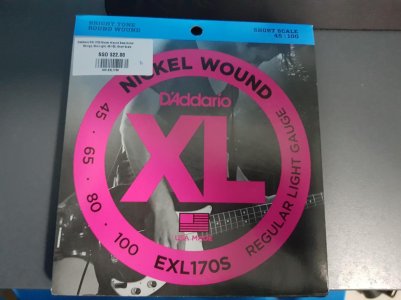 BRIGHT TONE
ROUND WOUND
SHORT SCALE
45 - 100
SGD $22.00
NICKEL WOUND
D'Addario
XL
45 • 65 • 80 • 100
REGULAR LIGHT GAUGE
USA MADE
EXL170S